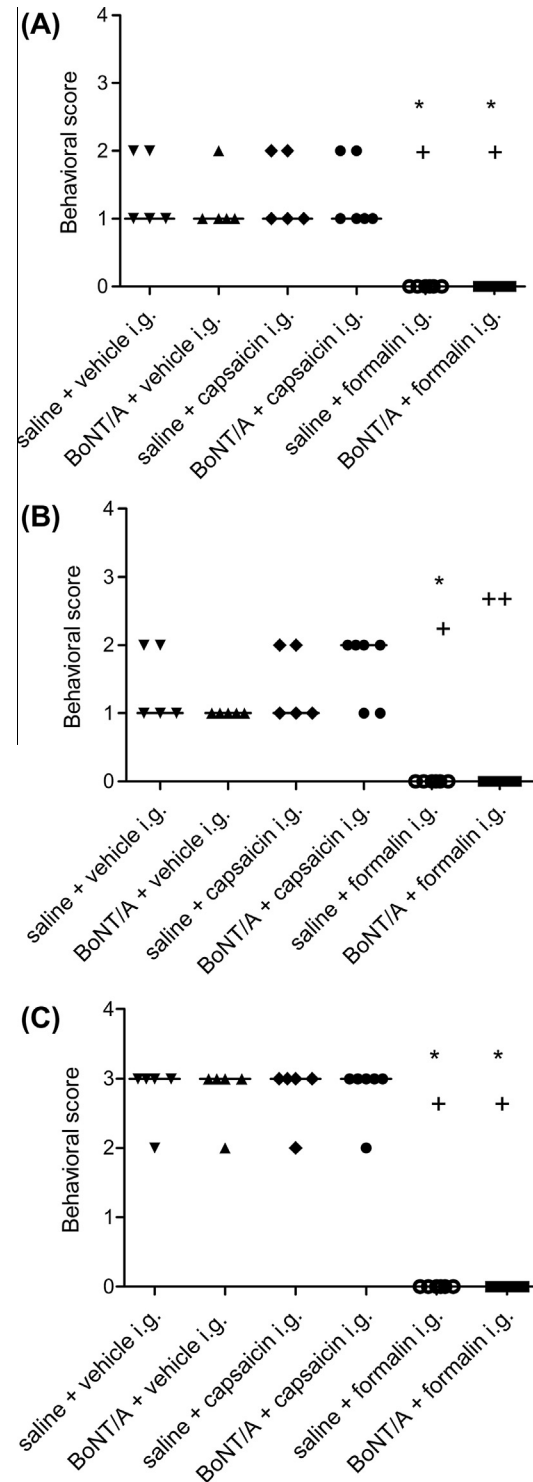 (A)
4
3
2
1
0
Behavioral score
* *
+ +
saline + vehicle i.g.
BoNT/A + vehicle i.g.
saline + capsaicin i.g.
BoNT/A + capsaicin i.g.
saline + formalin i.g.
BoNT/A + formalin i.g.
(B)
4
3
2
1
0
Behavioral score
*
++
+
saline + vehicle i.g.
BoNT/A + vehicle i.g.
saline + capsaicin i.g.
BoNT/A + capsaicin i.g.
saline + formalin i.g.
BoNT/A + formalin i.g.
(C)
4
3
2
1
0
Behavioral score
* *
+ +
saline + vehicle i.g.
BoNT/A + vehicle i.g.
saline + capsaicin i.g.
BoNT/A + capsaicin i.g.
saline + formalin i.g.
BoNT/A + formalin i.g.